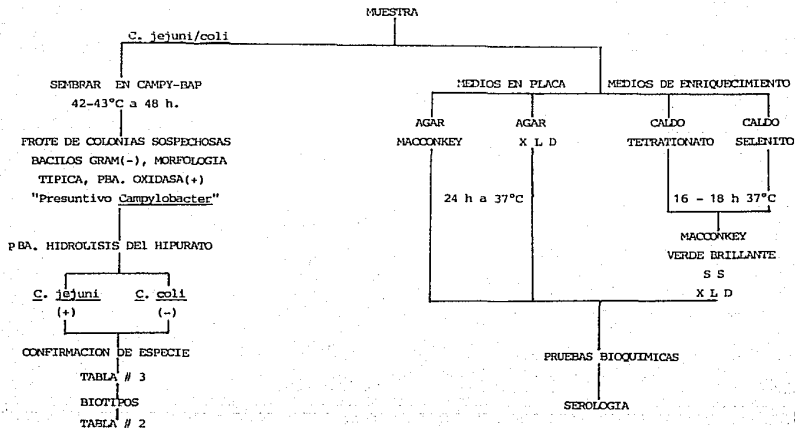 MUESTRA
C. jejuni/coli
SEMBRAR EN CAMPY-BAP
42-43°C a 48 h.
FROTE DE COLONIAS SOSPECHOSAS
BACILOS GRAM(-), MORFOLOGIA
TIPICA, PBA. OXIDASA(+)
"Presuntivo Campylobacter"
PBA. HIDROLISIS DEl HIPURATO
C. jejuni C. coli
(+) (-)
CONFIRMACION DE ESPECIE
TABLA # 3
BIOTIPOS
TABLA # 2
MEDIOS EN PLACA MEDIOS DE ENRIQUECIMIENTO
AGAR AGAR CALDO CALDO
MACCONKEY X L D TETRATIONATO SELENITO
24 h a 37°C 16 - 18 h 37°C
MACCONKEY
VERDE BRILLANTE
S S
X L D
PRUEBAS BIOQUIMICAS
SEROLOGIA